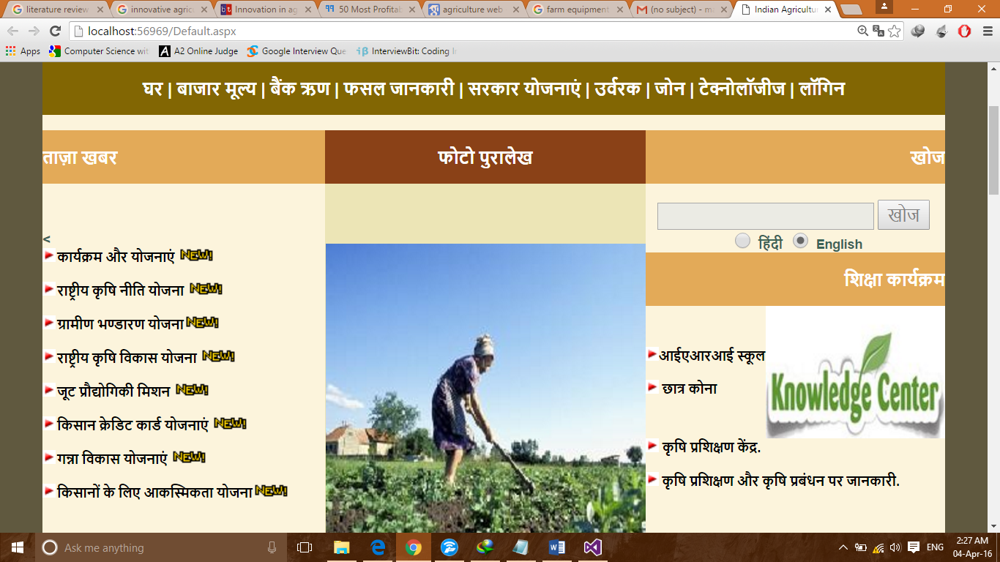 literature review
innovative agric
Innovation in ag
50 Most Profitab
agriculture web
farm equipment
(no subject) - m
Indian Agricultu
localhost:56969/Default.aspx
Apps
Computer Science wit
A2 Online Judge
Google Interview Que
InterviewBit: Coding I
घर | बाजार मूल्य | बैंक ऋण | फसल जानकारी | सरकार योजनाएं | उर्वरक | जोन | टेक्नोलॉजीज | लॉगिन
ताज़ा खबर
<
कार्यक्रम और योजनाएं NEW!
राष्ट्रीय कृषि नीति योजना NEW!
ग्रामीण भण्डारण योजना NEW!
राष्ट्रीय कृषि विकास योजना NEW!
जूट प्रौद्योगिकी मिशन NEW!
किसान क्रेडिट कार्ड योजनाएं NEW!
गन्ना विकास योजनाएं NEW!
किसानों के लिए आकस्मिकता योजना NEW!
फोटो पुरालेख
खोज
खोज
हिंदी English
शिक्षा कार्यक्रम
आईएआरआई स्कूल
छात्र कोना
Knowledge Center
कृषि प्रशिक्षण केंद्र.
कृषि प्रशिक्षण और कृषि प्रबंधन पर जानकारी.
Ask me anything
ENG
2:27 AM
04-Apr-16